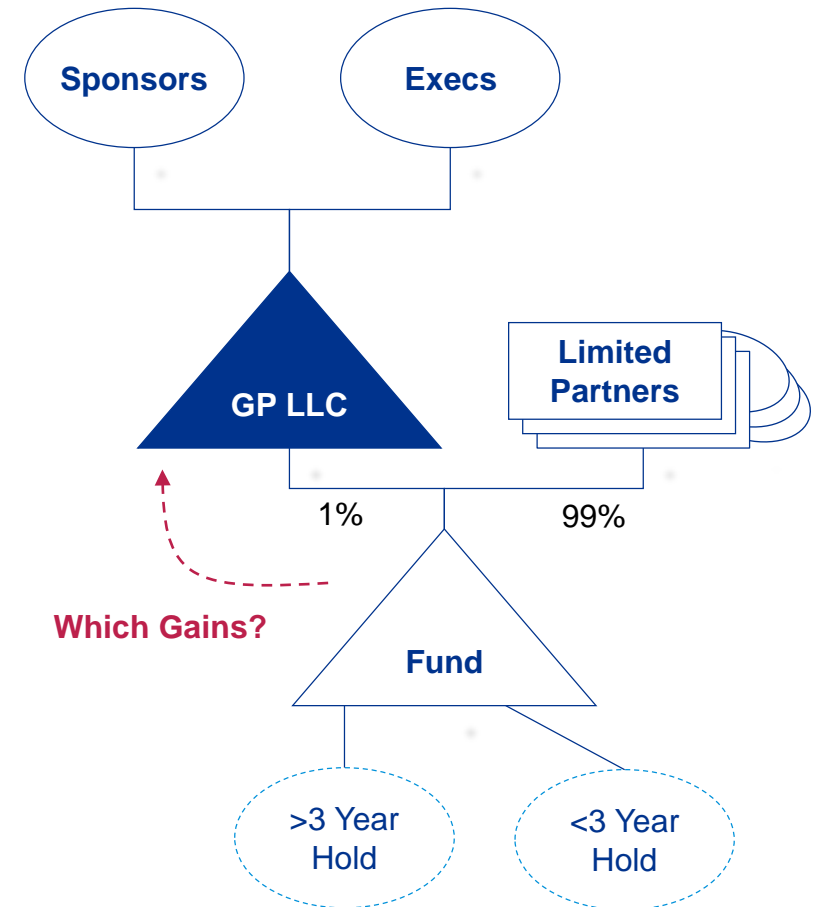 Sponsors
Execs
GP LLC
Limited
Partners
1%
99%
Which Gains?
Fund
>3 Year
Hold
<3 Year
Hold